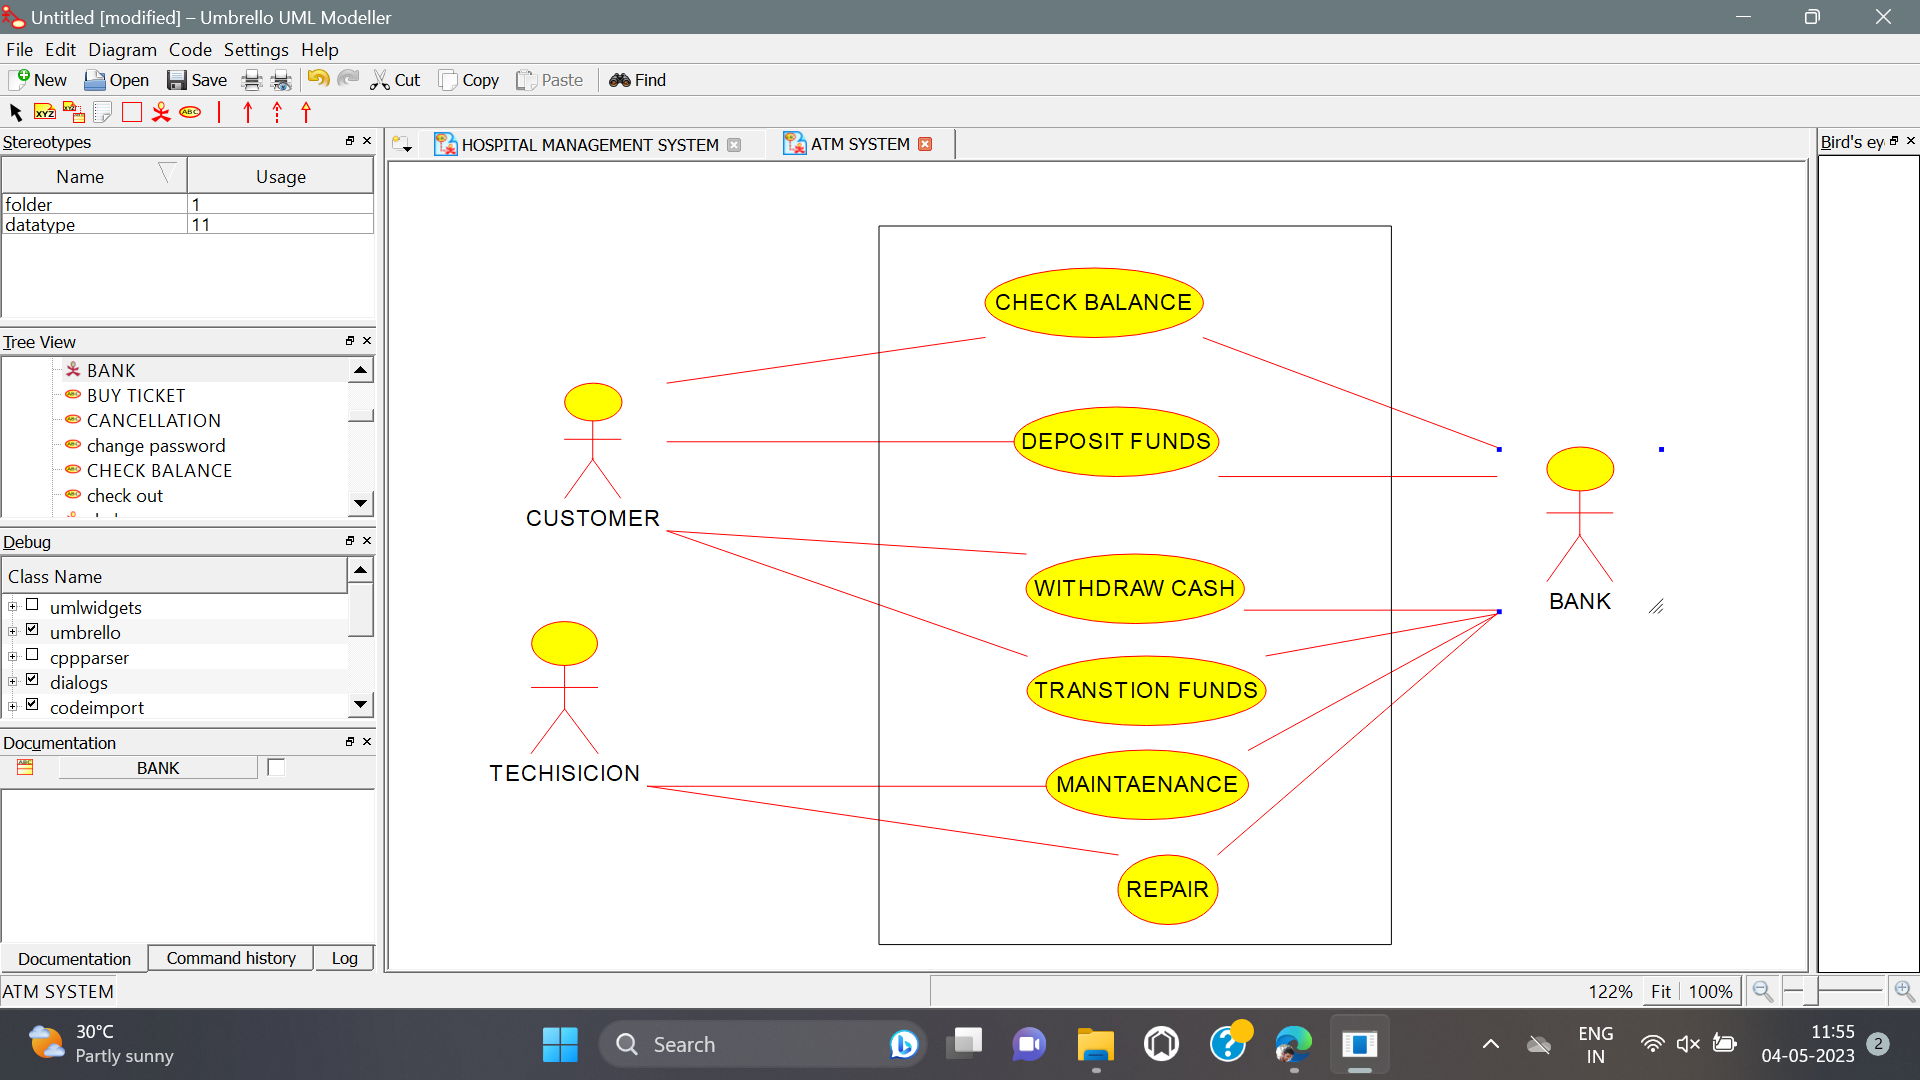 Untitled [modified] – Umbrello UML Modeller
File Edit Diagram Code Settings Help
New Open Save Cut Copy Paste Find
XYZ ABC
Stereotypes
Name Usage
folder 1
datatype 11
Tree View
BANK
BUY TICKET
CANCELLATION
change password
CHECK BALANCE
check out
Debug
Class Name
umlwidgets
umbrello
cppparser
dialogs
codeimport
Documentation
BANK
Documentation Command history Log
HOSPITAL MANAGEMENT SYSTEM ATM SYSTEM
CHECK BALANCE
DEPOSIT FUNDS
CUSTOMER
WITHDRAW CASH
BANK
TRANSTION FUNDS
TECHISICION
MAINTAENANCE
REPAIR
Bird's ey
ATM SYSTEM
122% Fit 100%
30°C
Partly sunny
Search
ENG
IN
11:55
04-05-2023
2